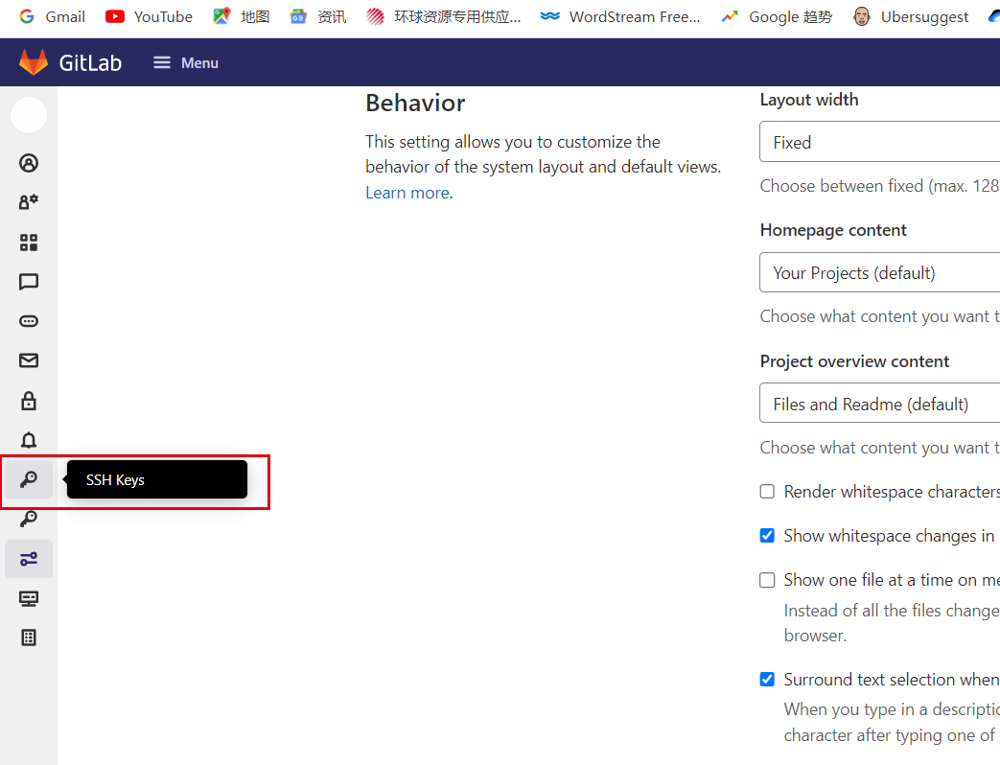 Gmail YouTube 地图 资讯 环球资源专用供应... WordStream Free... Google 趋势 Ubersuggest
GitLab Menu
Behavior
This setting allows you to customize the
behavior of the system layout and default views.
Learn more.
SSH Keys
Layout width
Fixed
Choose between fixed (max. 128
Homepage content
Your Projects (default)
Choose what content you want t
Project overview content
Files and Readme (default)
Choose what content you want t
Render whitespace characters
Show whitespace changes in
Show one file at a time on me
Instead of all the files change
browser.
Surround text selection when
When you type in a descriptio
character after typing one of